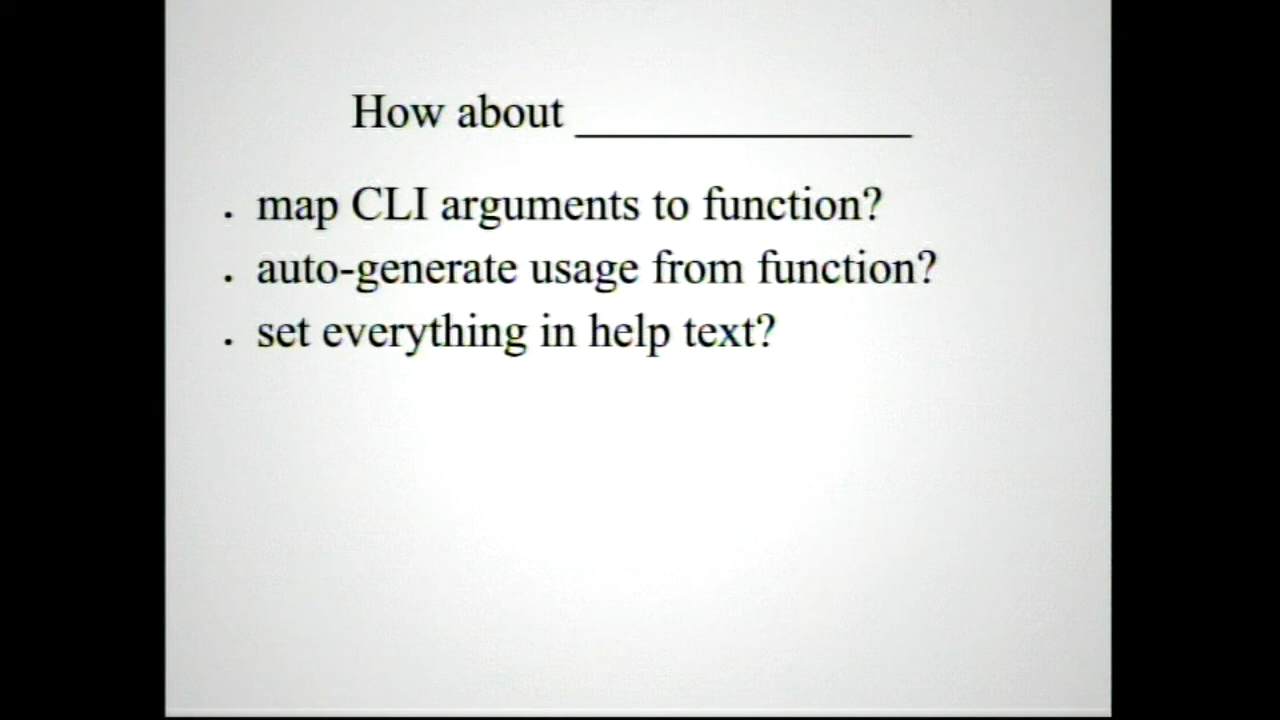 How about ______________
. map CLI arguments to function?
. auto-generate usage from function?
. set everything in help text?